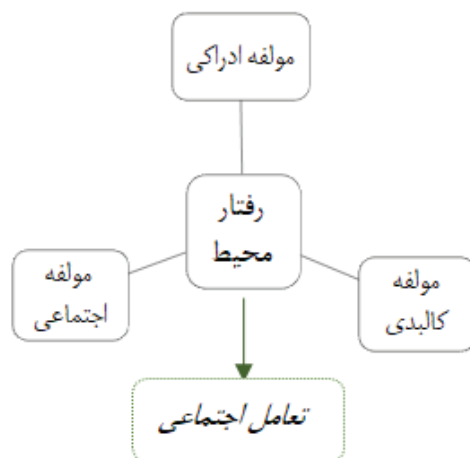 مولفه ادراکی
رفتار
محیط
مولفه
کالبدی
مولفه
اجتماعی
تعامل اجتماعی